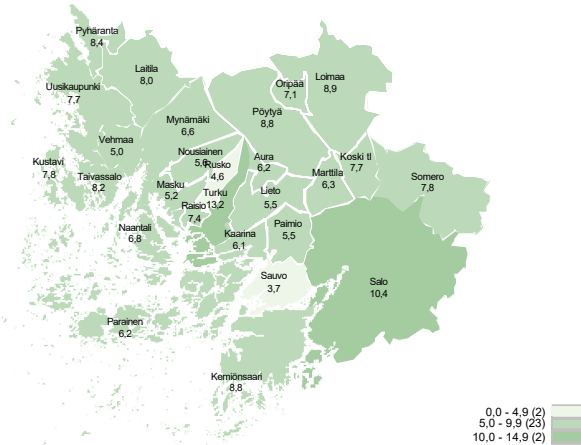 Pyhäranta
8,4
Laitila
8,0
Loimaa
8,9
Oripää
7,1
Uusikaupunki
7,7
Pöytyä
8,8
Mynämäki
6,6
Vehmaa
5,0
Nousiainen
5,6
Rusko
4,6
Aura
6,2
Koski tl
7,7
Kustavi
7,8
Taivassalo
8,2
Marttila
6,3
Somero
7,8
Masku
5,2
Turku
13,2
Lieto
5,5
Raisio
7,4
Naantali
6,8
Kaarina
6,1
Paimio
5,5
Sauvo
3,7
Salo
10,4
Parainen
6,2
Kemiönsaari
8,8
0,0 - 4,9 (2)
5,0 - 9,9 (23)
10,0 - 14,9 (2)